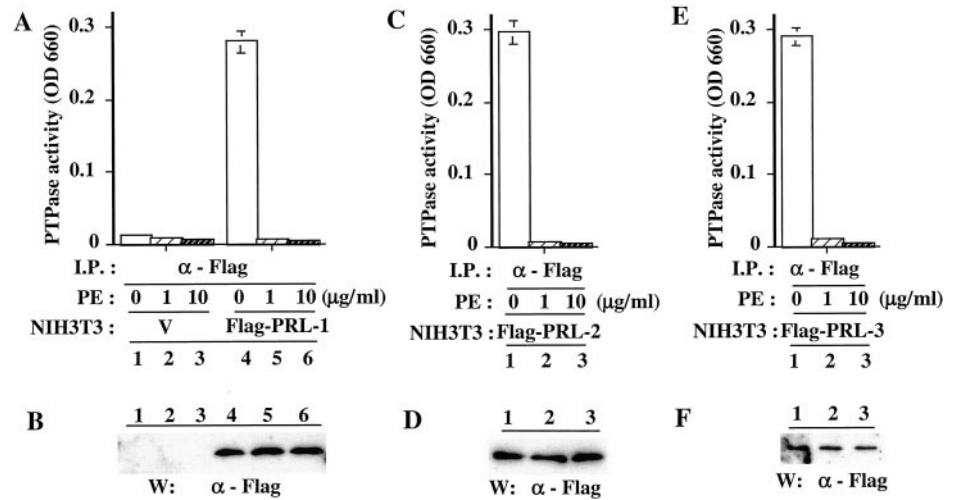 A
PTPase activity (OD 660)
0.3
0.2
0.1
0
I.P. : α - Flag
PE : 0 1 10 0 1 10 (μg/ml)
NIH3T3 : V Flag-PRL-1
1 2 3 4 5 6
C
PTPase activity (OD 660)
0.3
0.2
0.1
0
I.P. : α - Flag
PE : 0 1 10 (μg/ml)
NIH3T3 : Flag-PRL-2
1 2 3
E
PTPase activity (OD 660)
0.3
0.2
0.1
0
I.P. : α - Flag
PE : 0 1 10 (μg/ml)
NIH3T3 : Flag-PRL-3
1 2 3
B
1 2 3 4 5 6
W: α - Flag
D
1 2 3
W: α - Flag
F
1 2 3
W: α - Flag